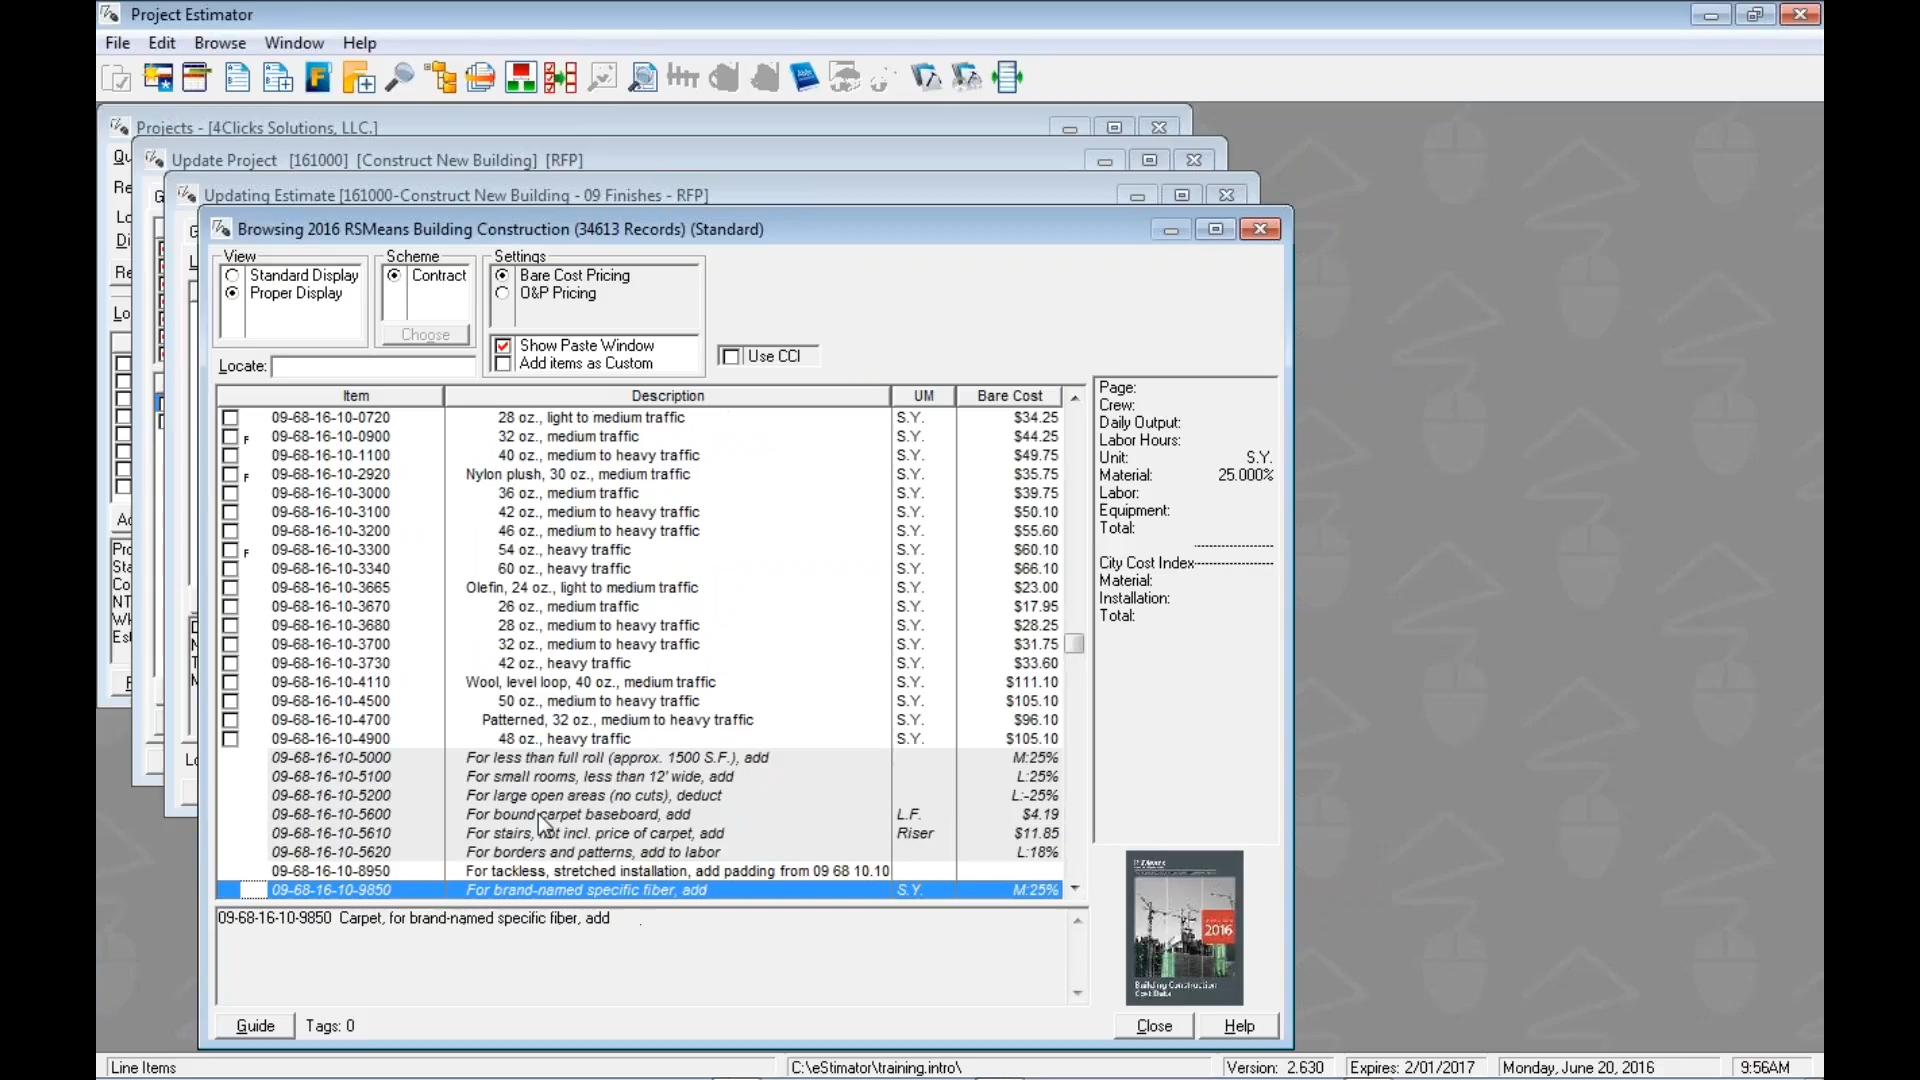 Project Estimator
File Edit Browse Window Help
Projects - [4Clicks Solutions, LLC.]
Update Project [161000] [Construct New Building] [RFP]
Updating Estimate [161000-Construct New Building - 09 Finishes - RFP]
Browsing 2016 RSMeans Building Construction (34613 Records) (Standard)
View
Standard Display
Proper Display
Scheme
Contract
Choose
Settings
Bare Cost Pricing
O&P Pricing
Show Paste Window
Add items as Custom
Use CCI
Locate:
Item Description UM Bare Cost
09-68-16-10-0720 28 oz., light to medium traffic S.Y. $34.25
F 09-68-16-10-0900 32 oz., medium traffic S.Y. $44.25
09-68-16-10-1100 40 oz., medium to heavy traffic S.Y. $49.75
F 09-68-16-10-2920 Nylon plush, 30 oz., medium traffic S.Y. $35.75
09-68-16-10-3000 36 oz., medium traffic S.Y. $39.75
09-68-16-10-3100 42 oz., medium to heavy traffic S.Y. $50.10
09-68-16-10-3200 46 oz., medium to heavy traffic S.Y. $55.60
F 09-68-16-10-3300 54 oz., heavy traffic S.Y. $60.10
09-68-16-10-3340 60 oz., heavy traffic S.Y. $66.10
09-68-16-10-3665 Olefin, 24 oz., light to medium traffic S.Y. $23.00
09-68-16-10-3670 26 oz., medium traffic S.Y. $17.95
09-68-16-10-3680 28 oz., medium to heavy traffic S.Y. $28.25
09-68-16-10-3700 32 oz., medium to heavy traffic S.Y. $31.75
09-68-16-10-3730 42 oz., heavy traffic S.Y. $33.60
09-68-16-10-4110 Wool, level loop, 40 oz., medium traffic S.Y. $111.10
09-68-16-10-4500 50 oz., medium to heavy traffic S.Y. $105.10
09-68-16-10-4700 Patterned, 32 oz., medium to heavy traffic S.Y. $96.10
09-68-16-10-4900 48 oz., heavy traffic S.Y. $105.10
09-68-16-10-5000 For less than full roll (approx. 1500 S.F.), add M:25%
09-68-16-10-5100 For small rooms, less than 12' wide, add L:25%
09-68-16-10-5200 For large open areas (no cuts), deduct L:-25%
09-68-16-10-5600 For bound carpet baseboard, add L.F. $4.19
09-68-16-10-5610 For stairs, not incl. price of carpet, add Riser $11.85
09-68-16-10-5620 For borders and patterns, add to labor L:18%
09-68-16-10-8950 For tackless, stretched installation, add padding from 09 68 10.10
09-68-16-10-9850 For brand-named specific fiber, add S.Y. M:25%
09-68-16-10-9850 Carpet, for brand-named specific fiber, add
Guide Tags: 0
Page:
Crew:
Daily Output:
Labor Hours:
Unit: S.Y.
Material: 25.000%
Labor:
Equipment:
Total:
City Cost Index
Material:
Installation:
Total:
RSMeans
2016
Building Construction
Cost Data
Close Help
Line Items C:\eStimator\training.intro\ Version: 2.630 Expires: 2/01/2017 Monday, June 20, 2016 9:56AM